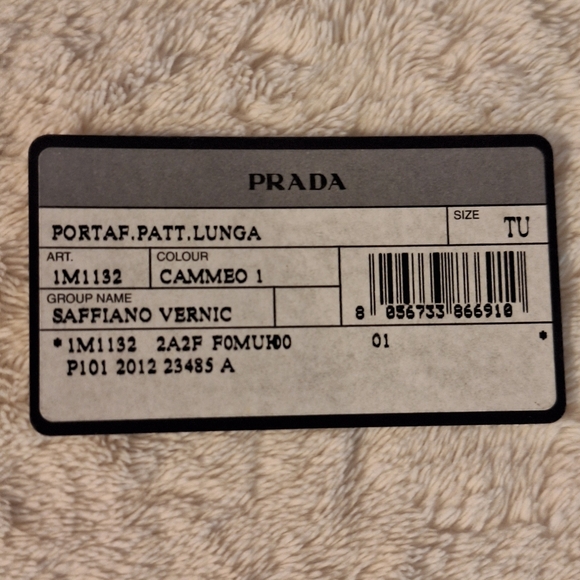 PRADA
PORTAF.PATT.LUNGA
SIZE
TU
ART.
1M1132
COLOUR
CAMMEO 1
GROUP NAME
SAFFIANO VERNIC
8 056733 866910
* 1M1132 2A2F F0MUH00 01 *
P101 2012 23485 A